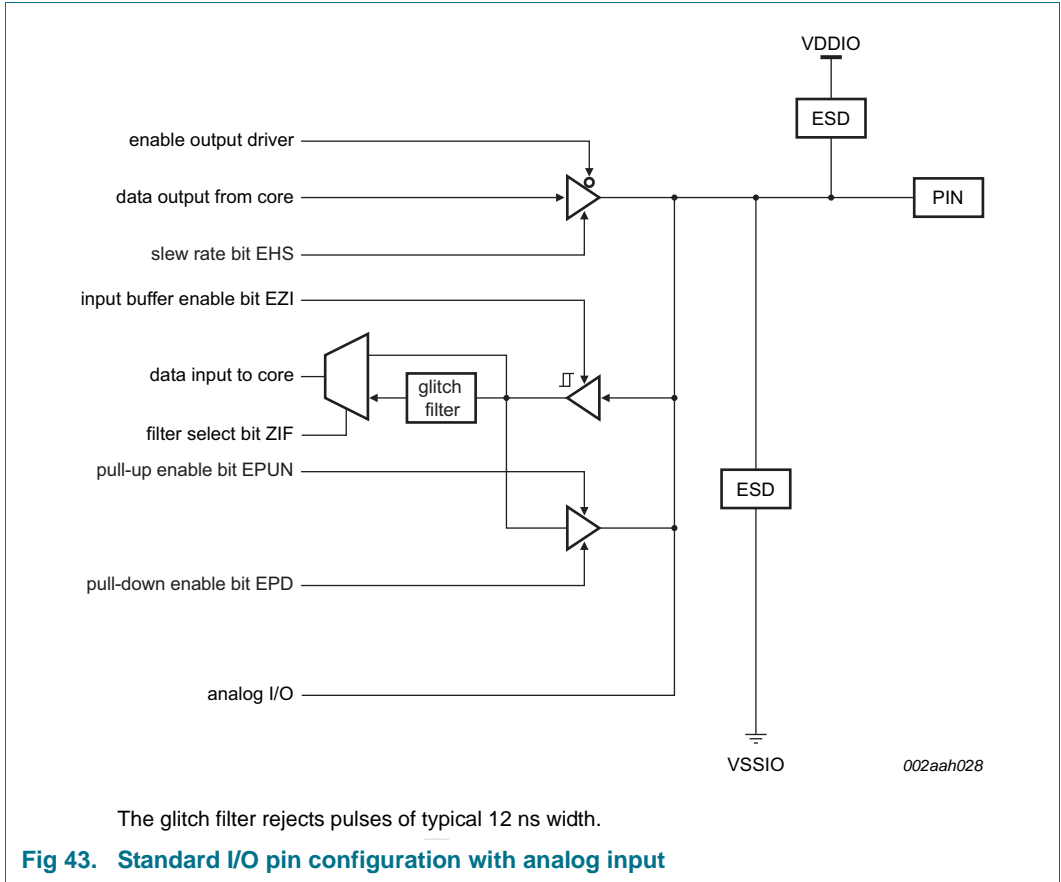 VDDIO
ESD
enable output driver
data output from core
PIN
slew rate bit EHS
input buffer enable bit EZI
data input to core
glitch
filter
filter select bit ZIF
pull-up enable bit EPUN
ESD
pull-down enable bit EPD
analog I/O
VSSIO
002aah028
The glitch filter rejects pulses of typical 12 ns width.
Fig 43. Standard I/O pin configuration with analog input